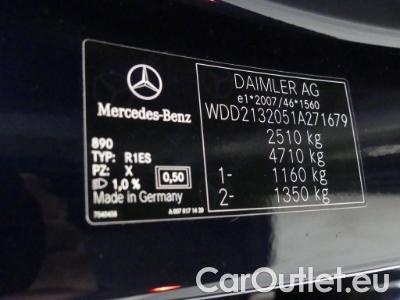 Mercedes-Benz
890
TYP: R1ES
PZ: X
1,0 %
0,50
Made in Germany
DAIMLER AG
e1*2007/46*1560
WDD2132051A271679
2510 kg
4710 kg
1- 1160 kg
2- 1350 kg
CarOutlet.eu